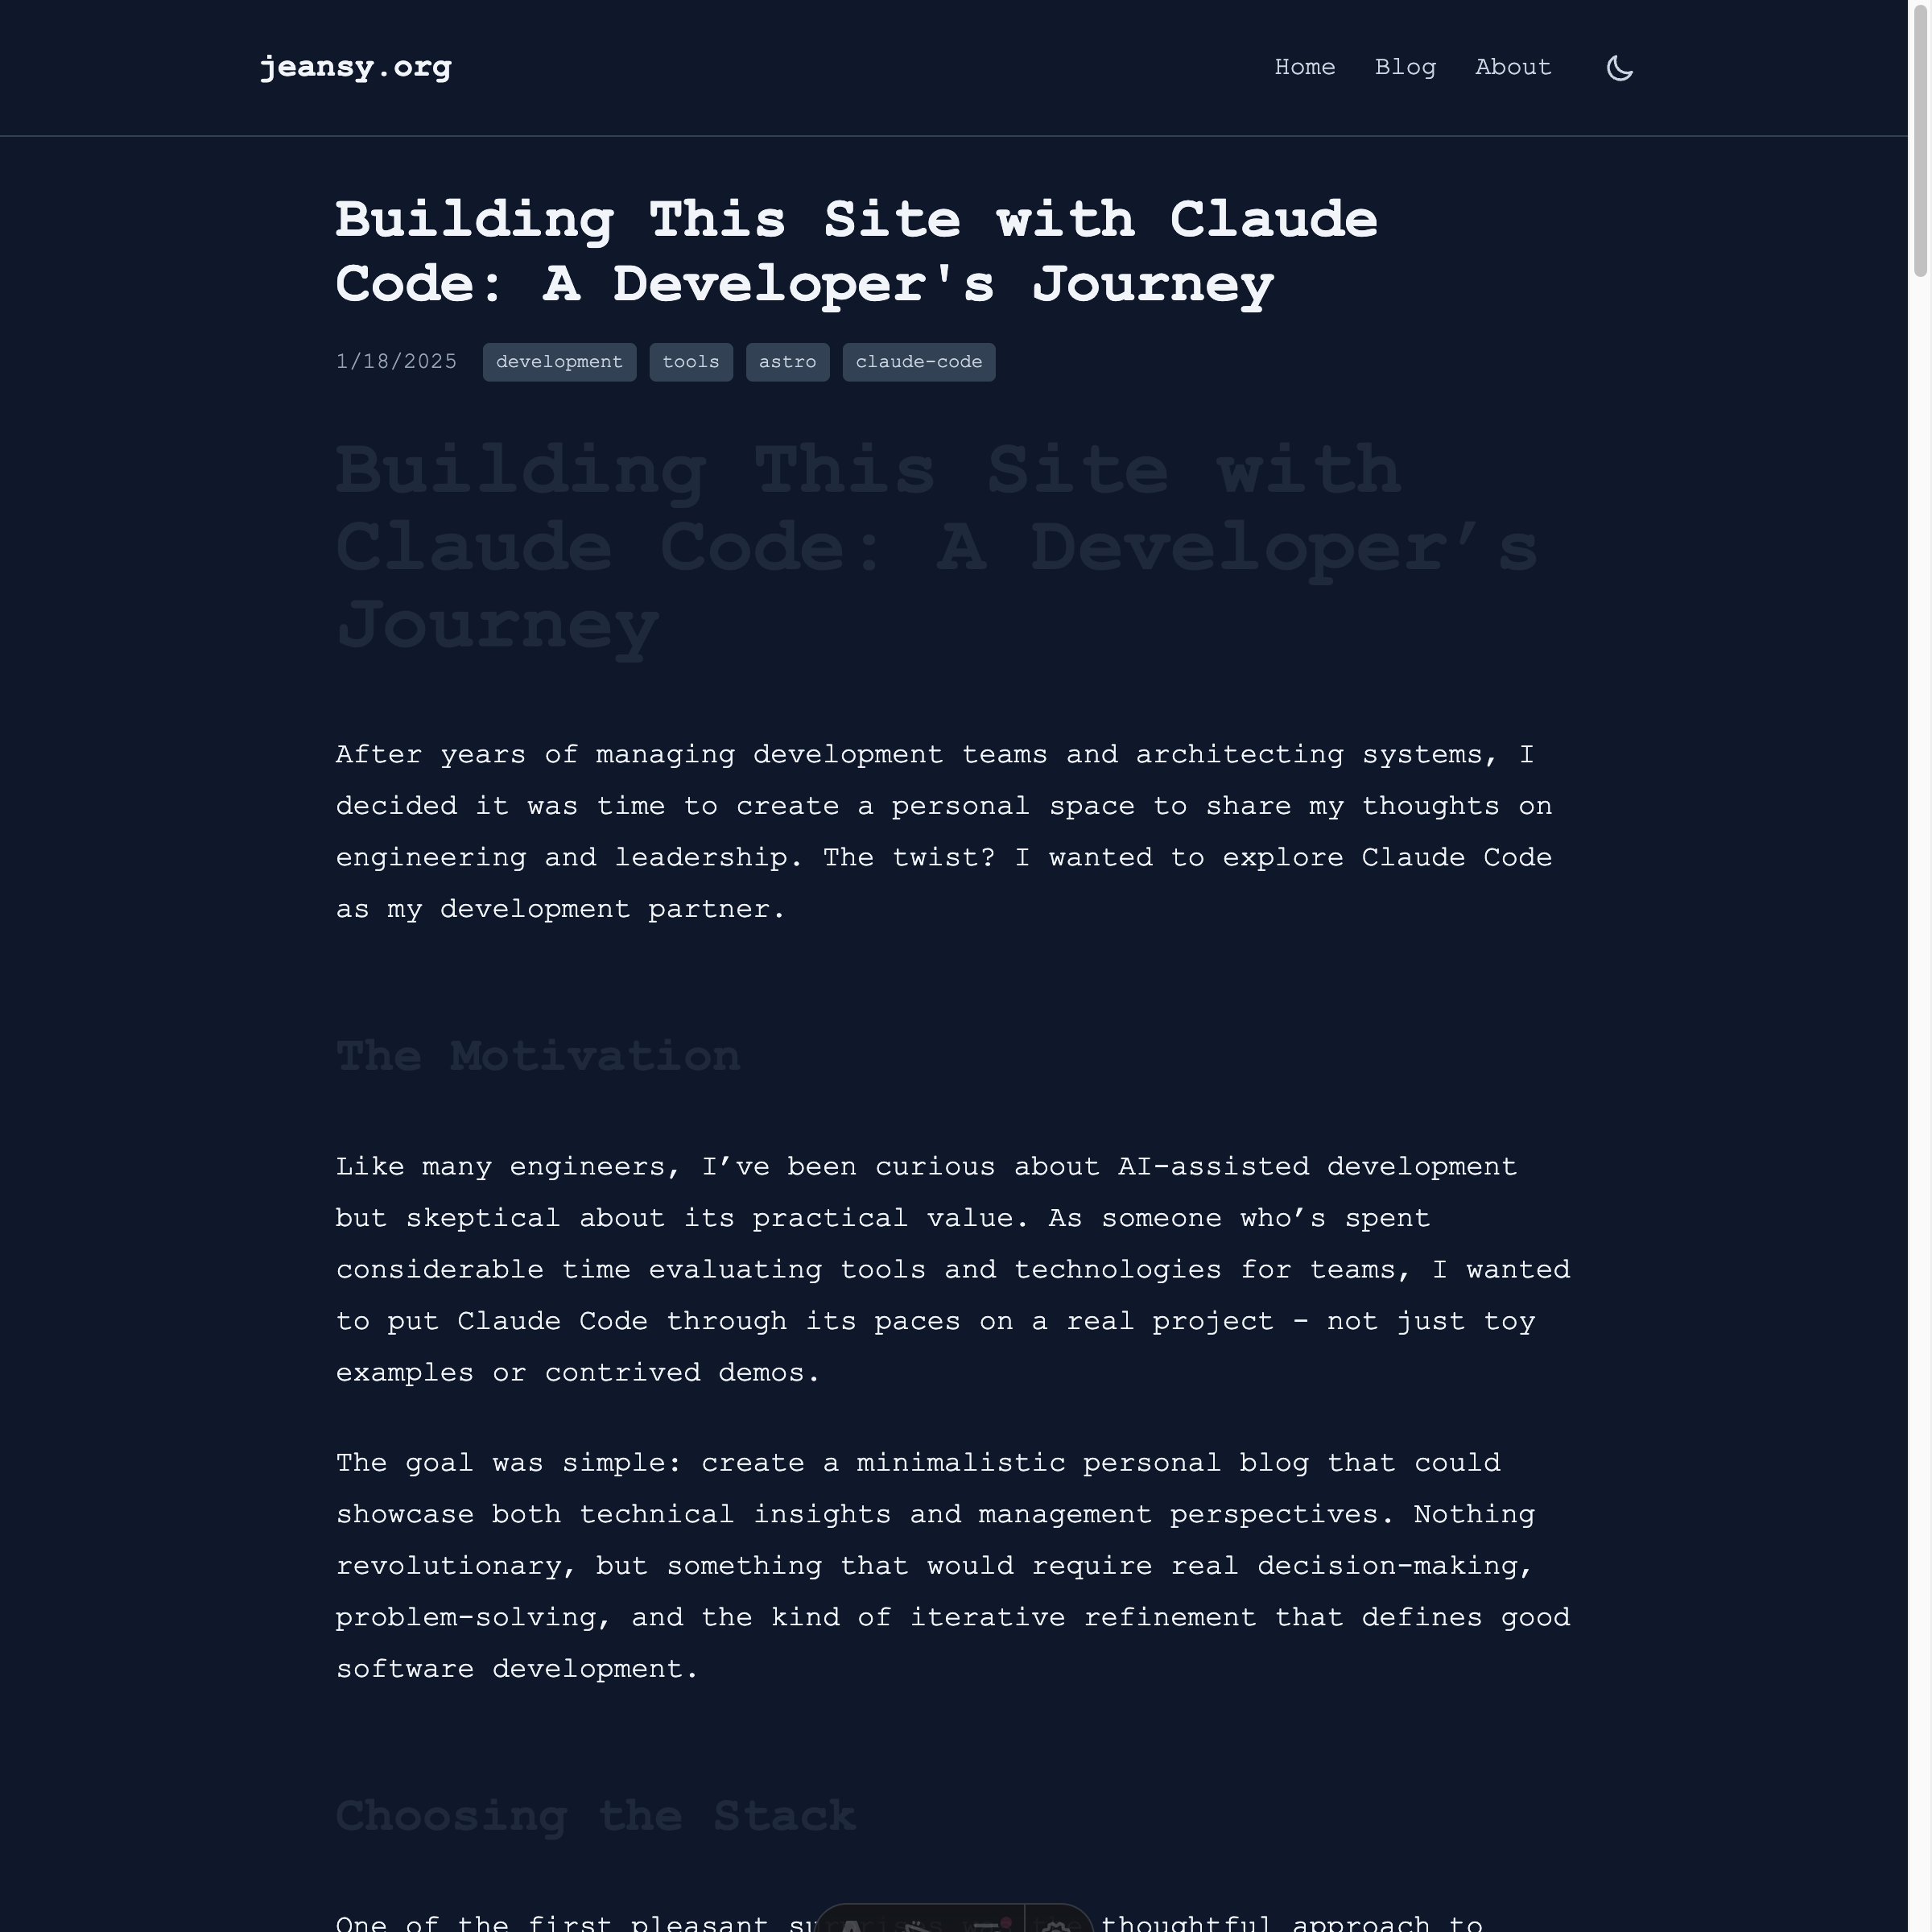 jeansy.org
Home Blog About
Building This Site with Claude
Code: A Developer's Journey
1/18/2025 development tools astro claude-code
Building This Site with
Claude Code: A Developer’s
Journey
After years of managing development teams and architecting systems, I
decided it was time to create a personal space to share my thoughts on
engineering and leadership. The twist? I wanted to explore Claude Code
as my development partner.
The Motivation
Like many engineers, I’ve been curious about AI-assisted development
but skeptical about its practical value. As someone who’s spent
considerable time evaluating tools and technologies for teams, I wanted
to put Claude Code through its paces on a real project - not just toy
examples or contrived demos.
The goal was simple: create a minimalistic personal blog that could
showcase both technical insights and management perspectives. Nothing
revolutionary, but something that would require real decision-making,
problem-solving, and the kind of iterative refinement that defines good
software development.
Choosing the Stack
One of the first pleasant thoughtful approach to